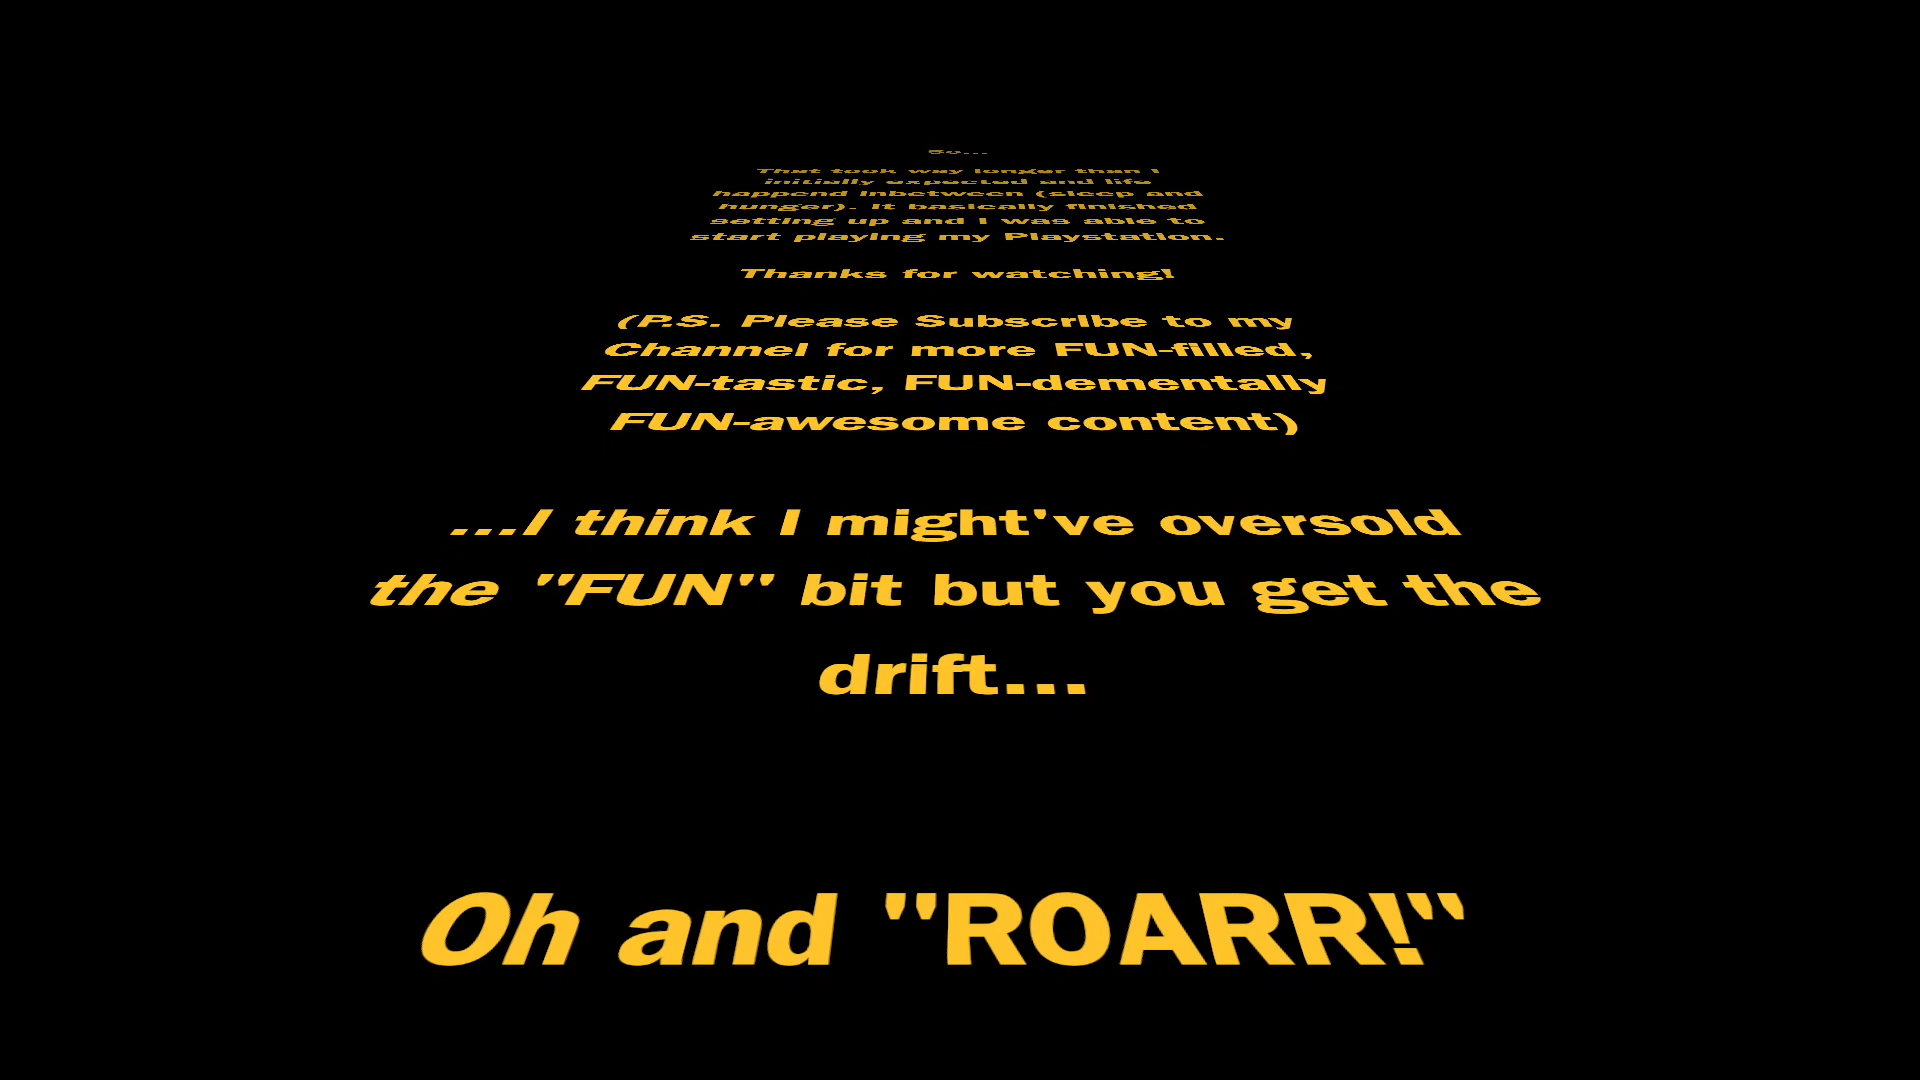 go...
That took way longer than I
initially expected and life
happend inbetween (sleep and
hunger). It basically finished
setting up and I was able to
start playing my Playstation.
Thanks for watching!
(P.S. Please Subscribe to my
Channel for more FUN-filled,
FUN-tastic, FUN-dementally
FUN-awesome content)
...I think I might've oversold
the "FUN" bit but you get the
drift...
Oh and "ROARR!"